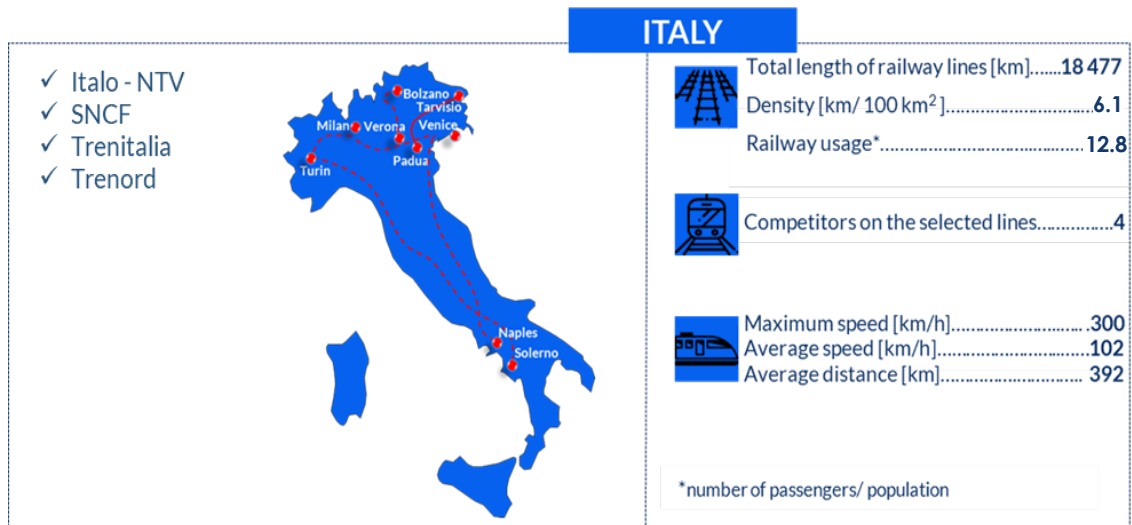 ITALY
✓ Italo - NTV
✓ SNCF
✓ Trenitalia
✓ Trenord
Bolzano
Tarvisio
Milan
Verona
Venice
Padua
Turin
Naples
Solerno
Total length of railway lines [km].......18 477
Density [km/ 100 km²]..............................6.1
Railway usage*..............................................12.8
Competitors on the selected lines................4
Maximum speed [km/h]..............................300
Average speed [km/h]................................102
Average distance [km]................................ 392
*number of passengers/ population